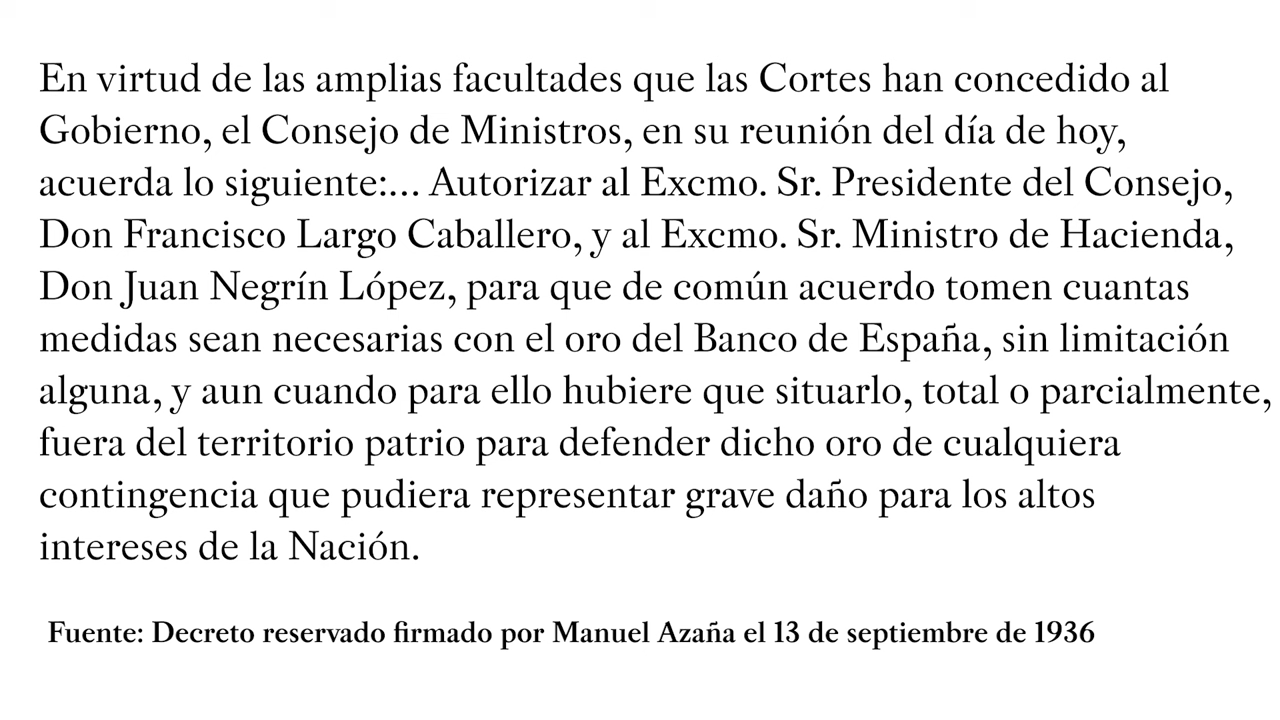 En virtud de las amplias facultades que las Cortes han concedido al
Gobierno, el Consejo de Ministros, en su reunión del día de hoy,
acuerda lo siguiente:... Autorizar al Excmo. Sr. Presidente del Consejo,
Don Francisco Largo Caballero, y al Excmo. Sr. Ministro de Hacienda,
Don Juan Negrín López, para que de común acuerdo tomen cuantas
medidas sean necesarias con el oro del Banco de España, sin limitación
alguna, y aun cuando para ello hubiere que situarlo, total o parcialmente,
fuera del territorio patrio para defender dicho oro de cualquiera
contingencia que pudiera representar grave daño para los altos
intereses de la Nación.
Fuente: Decreto reservado firmado por Manuel Azaña el 13 de septiembre de 1936